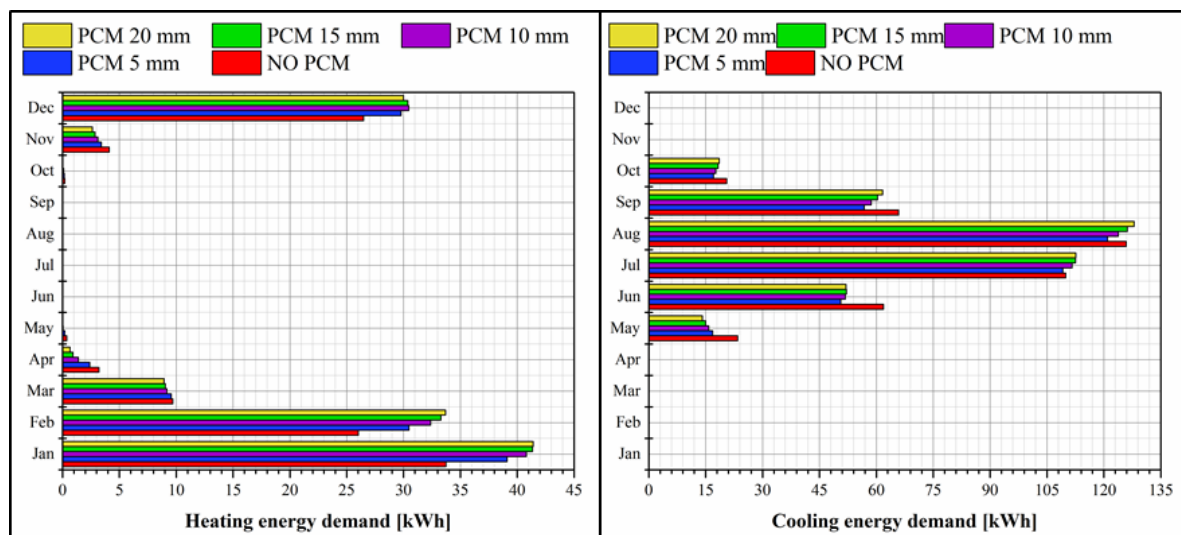 PCM 20 mm PCM 15 mm PCM 10 mm
PCM 5 mm NO PCM
Dec
Nov
Oct
Sep
Aug
Jul
Jun
May
Apr
Mar
Feb
Jan
0 5 10 15 20 25 30 35 40 45
Heating energy demand [kWh]
PCM 20 mm PCM 15 mm PCM 10 mm
PCM 5 mm NO PCM
Dec
Nov
Oct
Sep
Aug
Jul
Jun
May
Apr
Mar
Feb
Jan
0 15 30 45 60 75 90 105 120 135
Cooling energy demand [kWh]